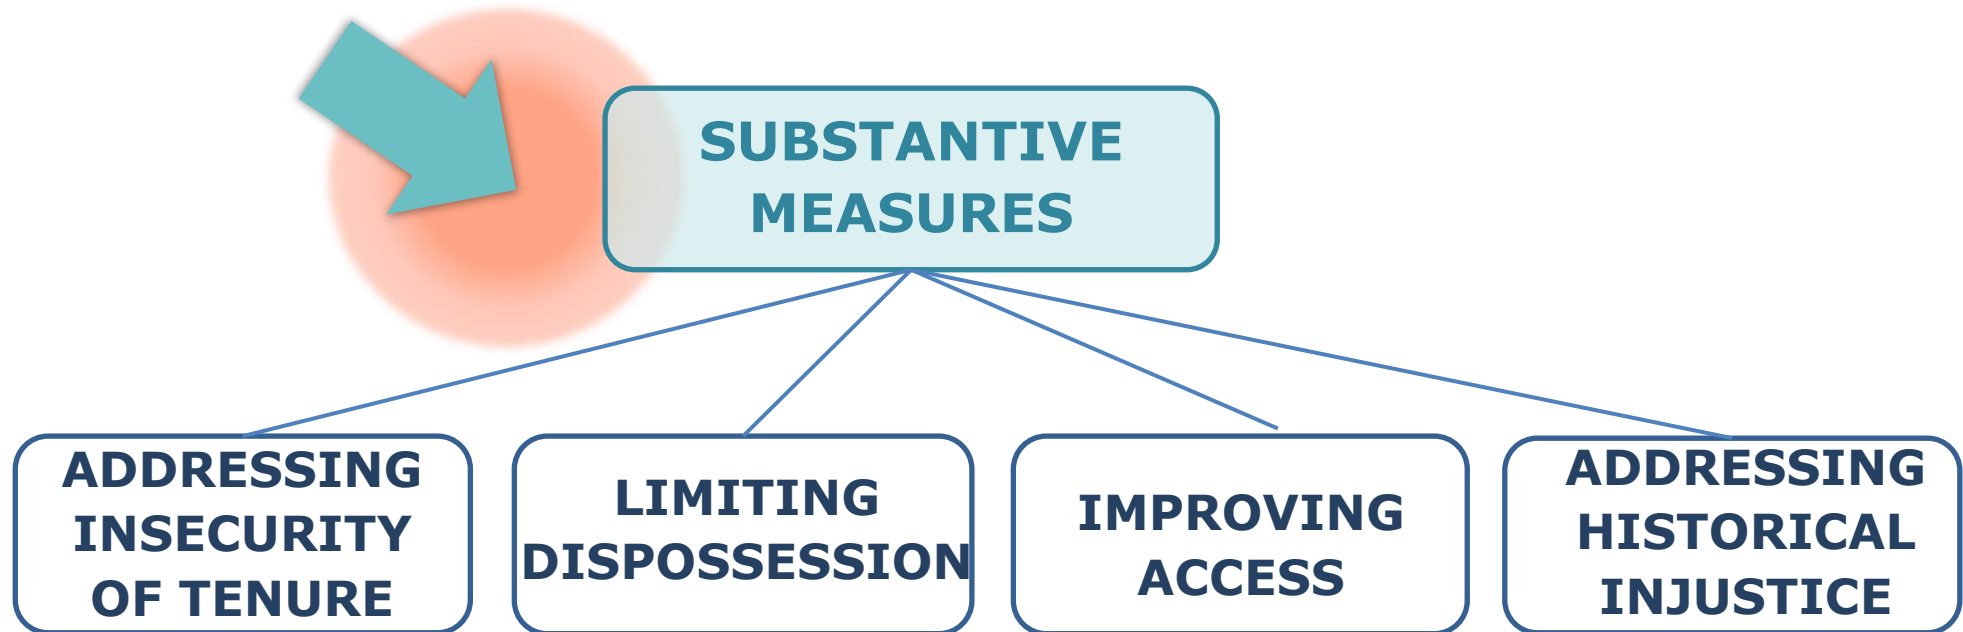 SUBSTANTIVE
MEASURES
ADDRESSING
INSECURITY
OF TENURE
LIMITING
DISPOSSESSION
IMPROVING
ACCESS
ADDRESSING
HISTORICAL
INJUSTICE